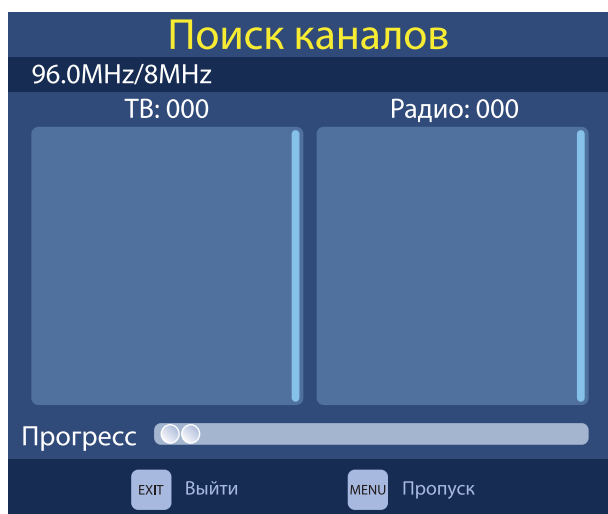 Поиск каналов
96.0MHz/8MHz
ТВ: 000 Радио: 000
Прогресс
EXIT Выйти MENU Пропуск